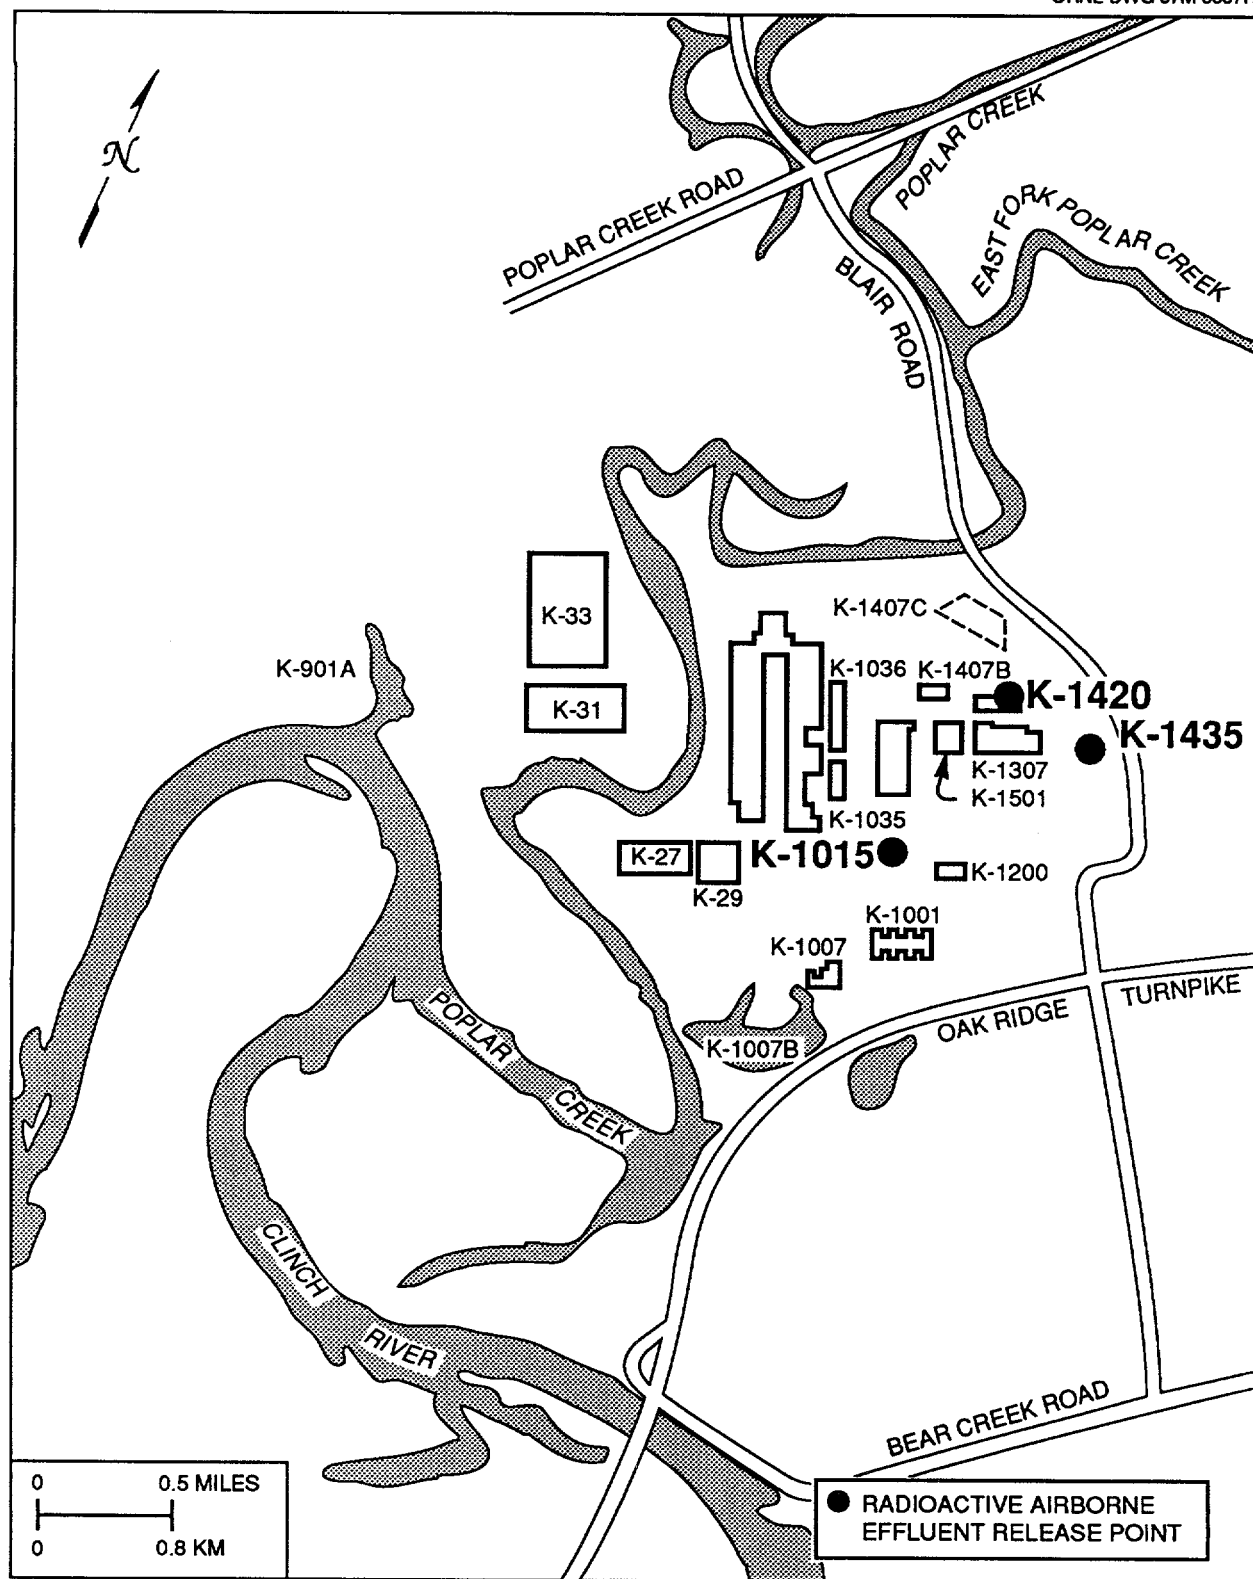 N
POPLAR CREEK ROAD
POPLAR CREEK
EAST FORK POPLAR CREEK
BLAIR ROAD
K-33
K-31
K-901A
K-1407C
K-1036
K-1407B
K-1420
K-1435
K-1307
K-1501
K-1035
K-27
K-29
K-1015
K-1200
K-1001
K-1007
K-1007B
OAK RIDGE TURNPIKE
POPLAR CREEK
CLINCH RIVER
BEAR CREEK ROAD
0 0.5 MILES
0 0.8 KM
RADIOACTIVE AIRBORNE
EFFLUENT RELEASE POINT